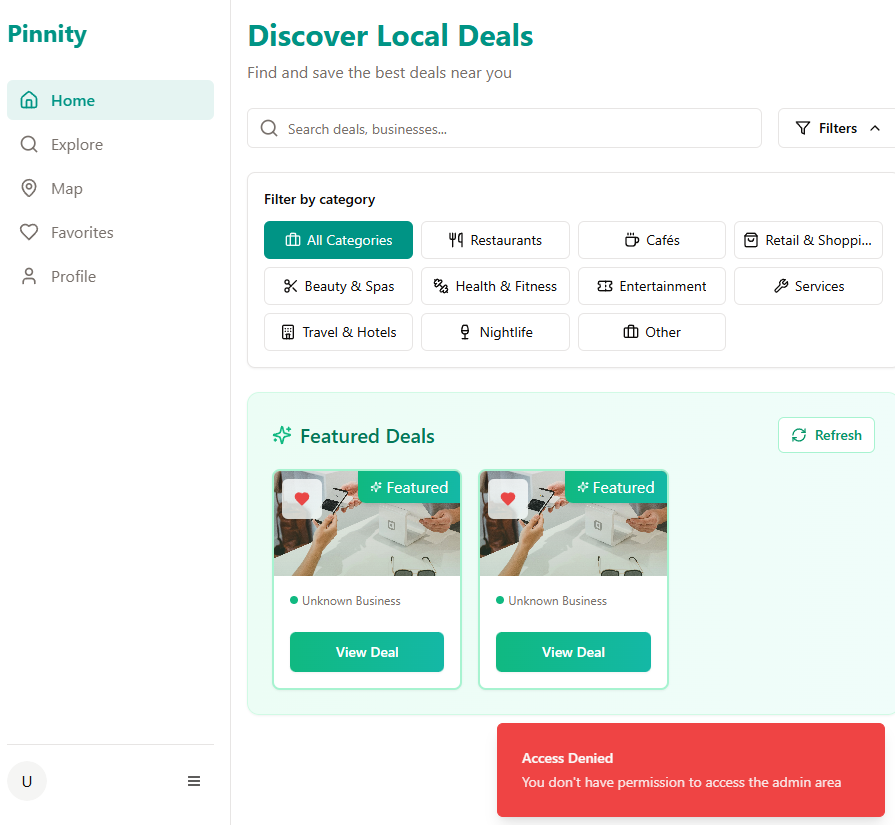 Pinnity
Home
Explore
Map
Favorites
Profile
U
Discover Local Deals
Find and save the best deals near you
Search deals, businesses...
Filters
Filter by category
All Categories
Restaurants
Cafés
Retail & Shoppi...
Beauty & Spas
Health & Fitness
Entertainment
Services
Travel & Hotels
Nightlife
Other
Featured Deals
Refresh
Featured
Unknown Business
View Deal
Featured
Unknown Business
View Deal
Access Denied
You don't have permission to access the admin area